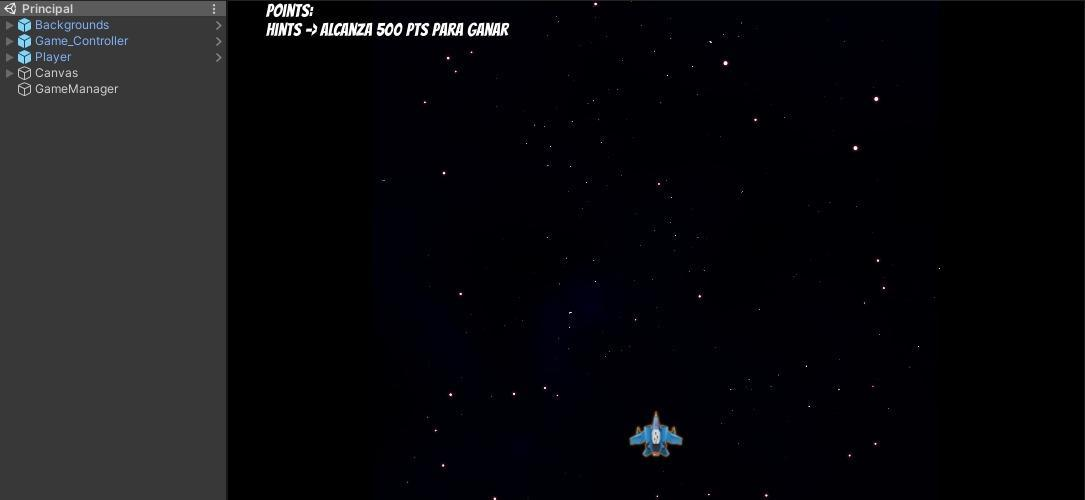 Principal
Backgrounds
Game_Controller
Player
Canvas
GameManager
POINTS:
HINTS -> ALCANZA 500 PTS PARA GANAR